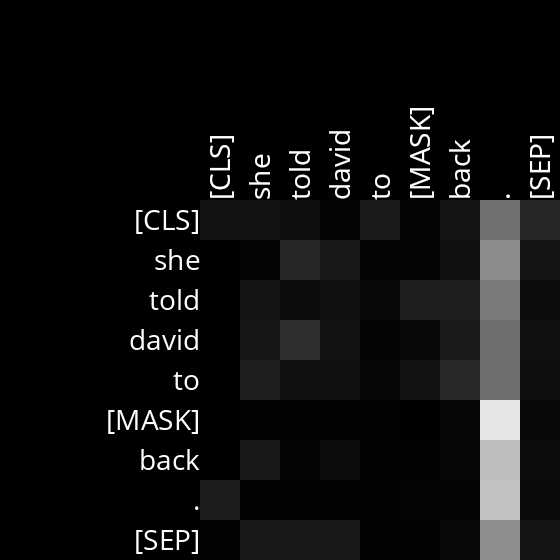 [CLS] she told david to [MASK] back . [SEP]
[CLS]
she
told
david
to
[MASK]
back
.
[SEP]